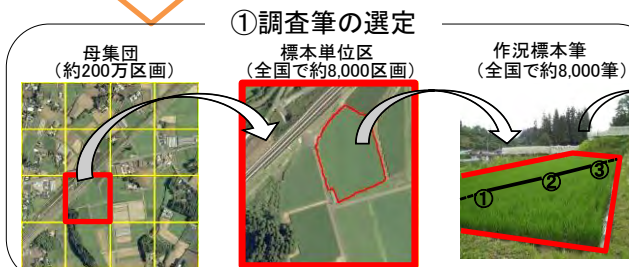 ①調査筆の選定
母集団
(約200万区画)
標本単位区
(全国で約8,000区画)
作況標本筆
(全国で約8,000筆)
①
②
③